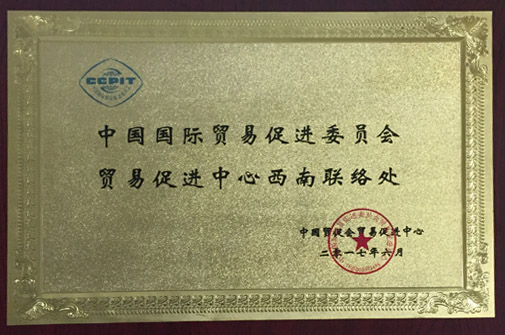 CCPIT
中国国际贸易促进委员会
贸易促进中心西南联络处
中国贸促会贸易促进中心
二零一七年六月